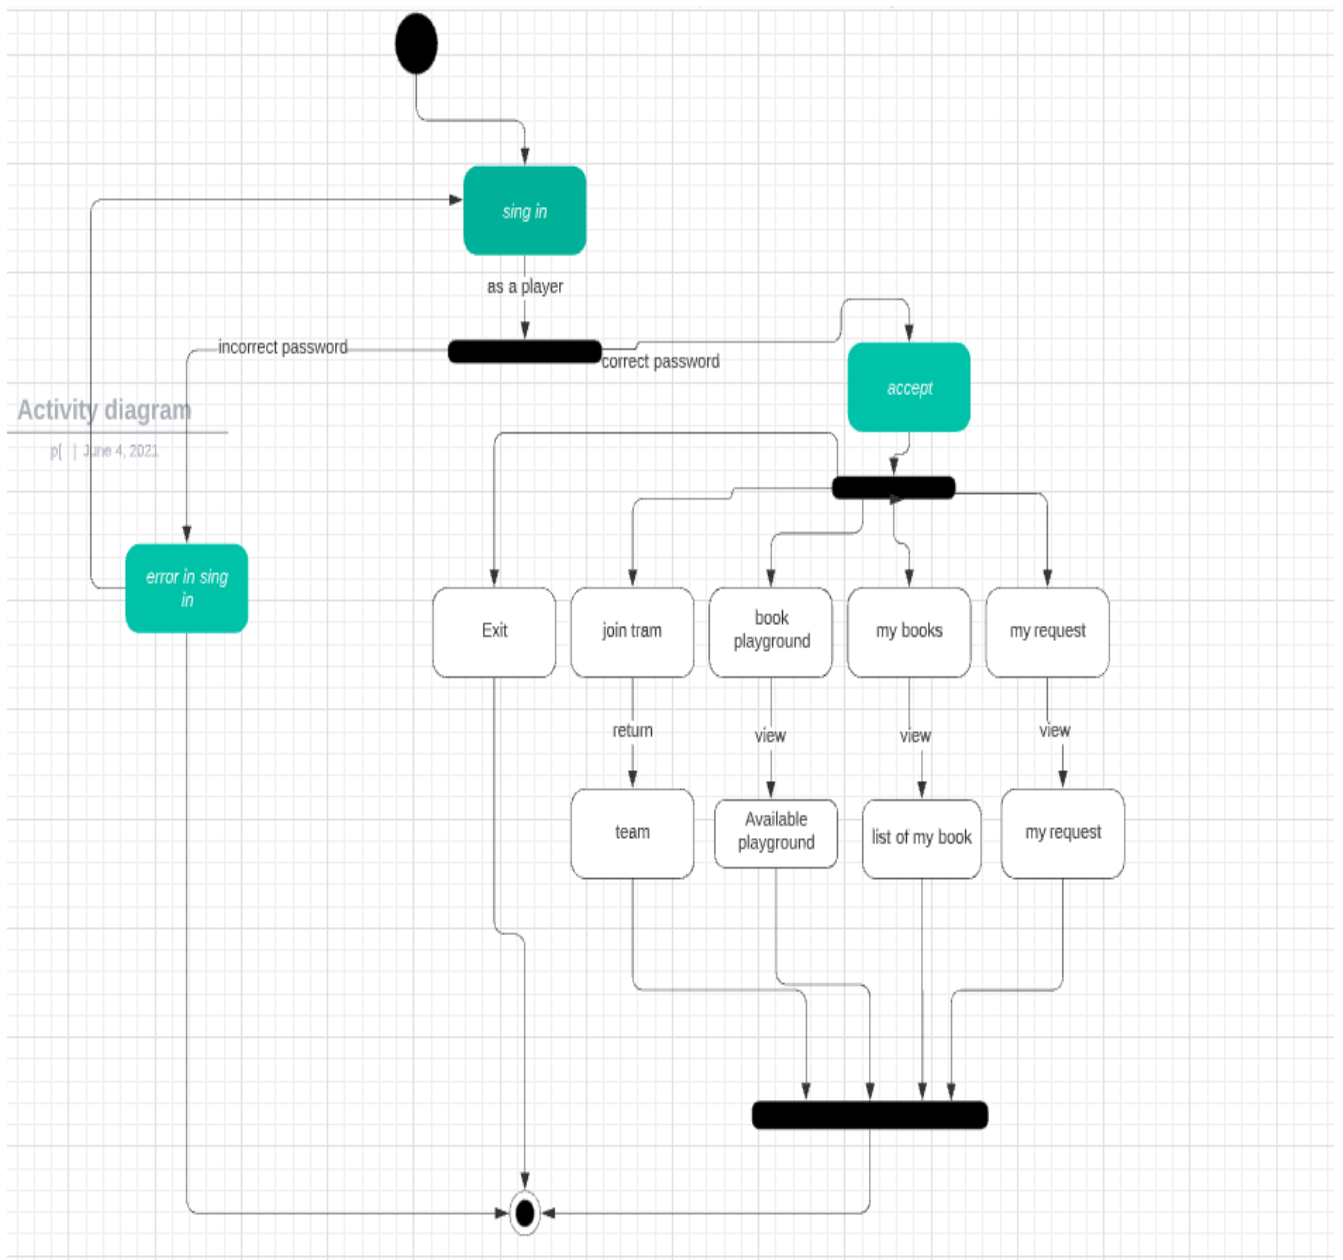 sing in
as a player
incorrect password
correct password
accept
Activity diagram
p[ | June 4, 2021
error in sing
in
Exit
join tram
book
playground
my books
my request
return
view
view
view
team
Available
playground
list of my book
my request